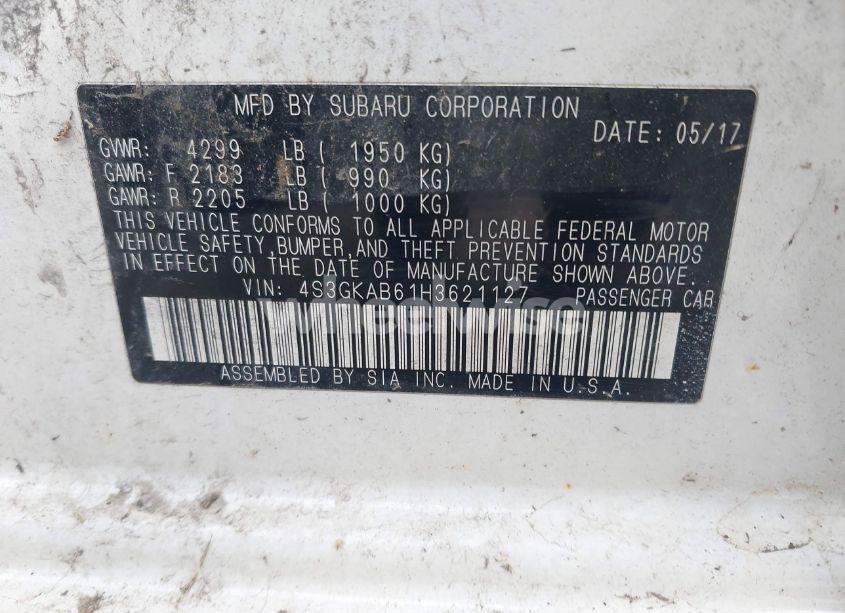 MFD BY SUBARU CORPORATION
DATE: 05/17
GVWR: 4299 LB ( 1950 KG)
GAWR: F 2183 LB ( 990 KG)
GAWR: R 2205 LB ( 1000 KG)
THIS VEHICLE CONFORMS TO ALL APPLICABLE FEDERAL MOTOR
VEHICLE SAFETY, BUMPER, AND THEFT PREVENTION STANDARDS
IN EFFECT ON THE DATE OF MANUFACTURE SHOWN ABOVE.
VIN: 4S3GKAB61H3621127 PASSENGER CAR
wheelwise
ASSEMBLED BY SIA INC. MADE IN U.S.A.